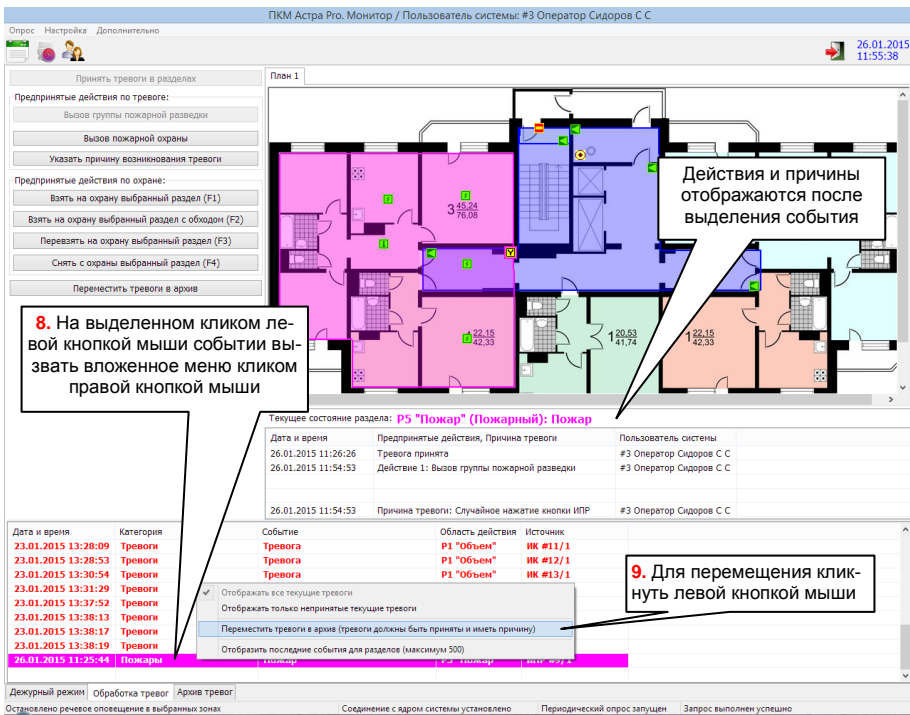 ПКМ Астра Pro. Монитор / Пользователь системы: #3 Оператор Сидоров С С
Опрос Настройка Дополнительно
26.01.2015
11:55:38
Принять тревоги в разделах
Предпринятые действия по тревоге:
Вызов группы пожарной разведки
Вызов пожарной охраны
Указать причину возникнования тревоги
Предпринятые действия по охране:
Взять на охрану выбранный раздел (F1)
Взять на охрану выбранный раздел с обходом (F2)
Перевзять на охрану выбранный раздел (F3)
Снять с охраны выбранный раздел (F4)
Переместить тревоги в архив
План 1
3 45,24
76,08
22,15
42,33
1 20,53
41,74
1 22,15
42,33
Действия и причины
отображаются после
выделения события
8. На выделенном кликом ле-
вой кнопкой мыши событии вы-
звать вложенное меню кликом
правой кнопкой мыши
Текущее состояние раздела: Р5 "Пожар" (Пожарный): Пожар
Дата и время Предпринятые действия, Причина тревоги Пользователь системы
26.01.2015 11:26:26 Тревога принята #3 Оператор Сидоров С С
26.01.2015 11:54:53 Действие 1: Вызов группы пожарной разведки #3 Оператор Сидоров С С
26.01.2015 11:54:53 Причина тревоги: Случайное нажатие кнопки ИПР #3 Оператор Сидоров С С
Дата и время Категория Событие Область действия Источник
23.01.2015 13:28:09 Тревоги Тревога Р1 "Объем" ИК #11/1
23.01.2015 13:28:53 Тревоги Тревога Р1 "Объем" ИК #12/1
23.01.2015 13:30:54 Тревоги Тревога Р1 "Объем" ИК #13/1
23.01.2015 13:31:29 Тревоги
23.01.2015 13:37:52 Тревоги
23.01.2015 13:38:13 Тревоги
23.01.2015 13:38:17 Тревоги
23.01.2015 13:38:19 Тревоги
26.01.2015 11:25:44 Пожары Пожар Р5 "Пожар" ИПР #9/1
Отображать все текущие тревоги
Отображать только непринятые текущие тревоги
Переместить тревоги в архив (тревоги должны быть приняты и иметь причину)
Отобразить последние события для разделов (максимум 500)
9. Для перемещения клик-
нуть левой кнопкой мыши
Дежурный режим Обработка тревог Архив тревог
Остановлено речевое оповещение в выбранных зонах Соединение с ядром системы установлено Периодический опрос запущен Запрос выполнен успешно